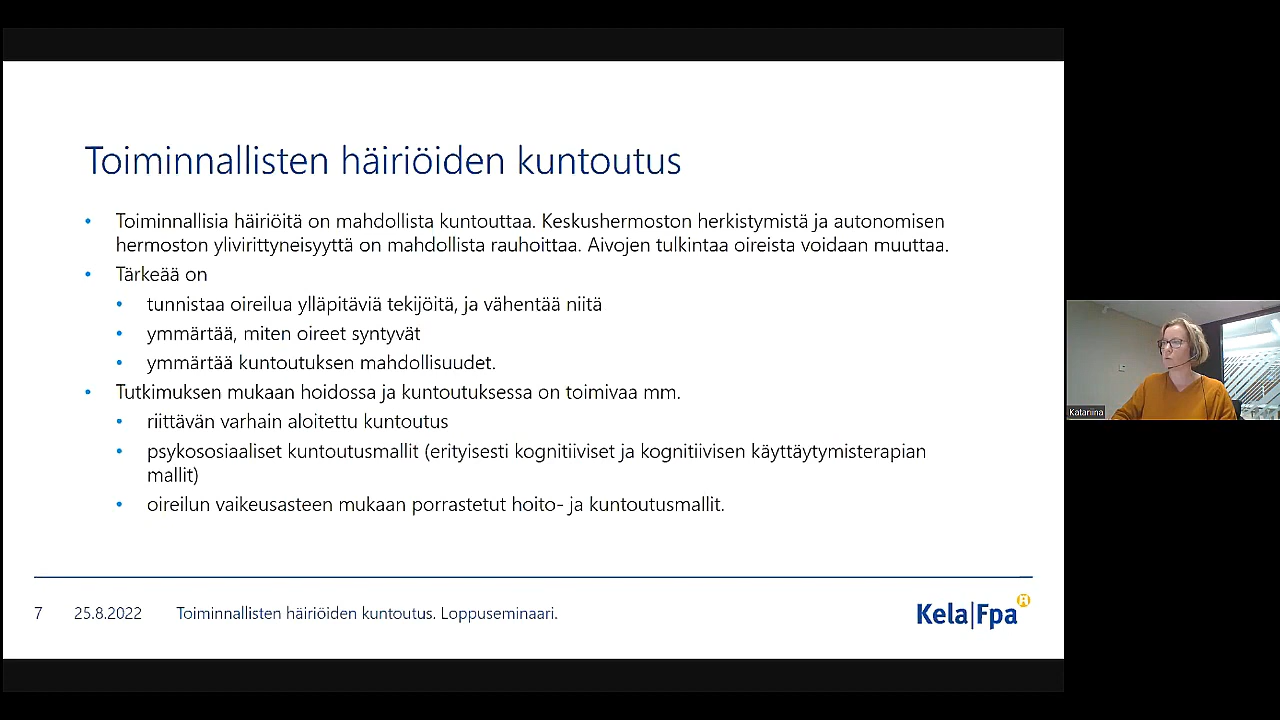 Toiminnallisten häiriöiden kuntoutus
• Toiminnallisia häiriöitä on mahdollista kuntouttaa. Keskushermoston herkistymistä ja autonomisen
hermoston ylivirittyneisyyttä on mahdollista rauhoittaa. Aivojen tulkintaa oireista voidaan muuttaa.
• Tärkeää on
• tunnistaa oireilua ylläpitäviä tekijöitä, ja vähentää niitä
• ymmärtää, miten oireet syntyvät
• ymmärtää kuntoutuksen mahdollisuudet.
• Tutkimuksen mukaan hoidossa ja kuntoutuksessa on toimivaa mm.
• riittävän varhain aloitettu kuntoutus
• psykososiaaliset kuntoutusmallit (erityisesti kognitiiviset ja kognitiivisen käyttäytymisterapian
mallit)
• oireilun vaikeusasteen mukaan porrastetut hoito- ja kuntoutusmallit.
7 25.8.2022 Toiminnallisten häiriöiden kuntoutus. Loppuseminaari.
Kela|Fpa
Katariina